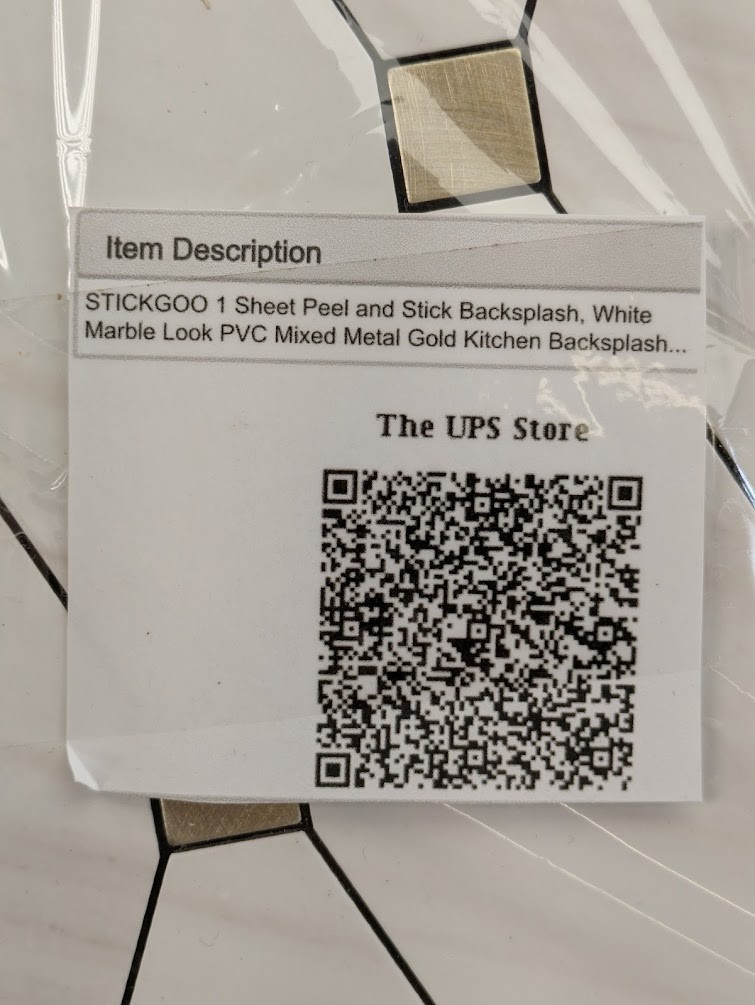 Item Description
STICKGOO 1 Sheet Peel and Stick Backsplash, White
Marble Look PVC Mixed Metal Gold Kitchen Backsplash...
The UPS Store